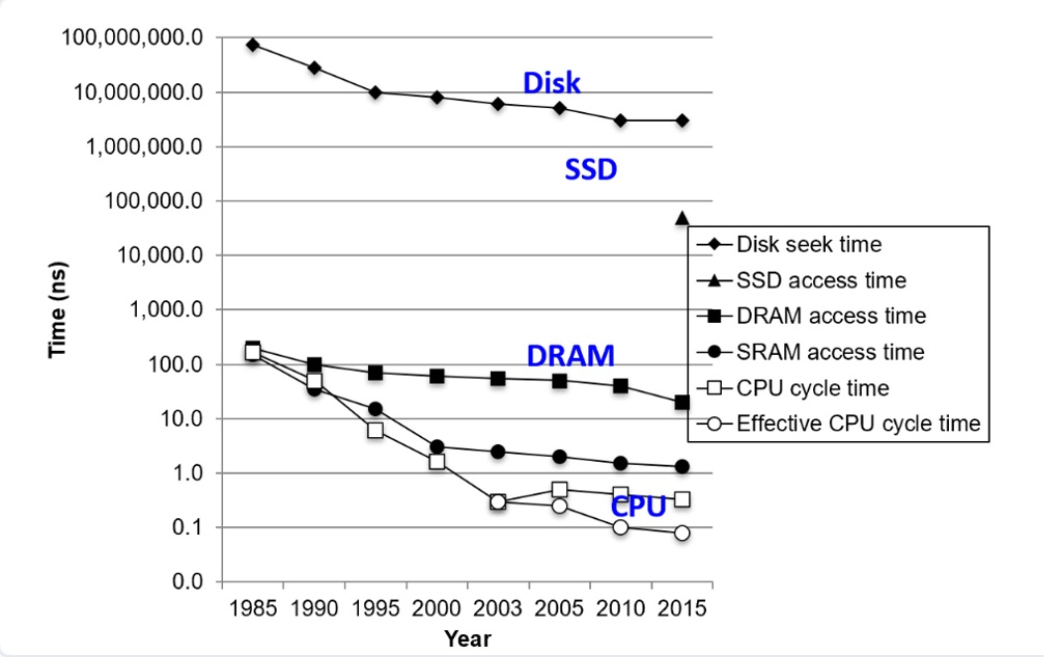 100,000,000.0
10,000,000.0
1,000,000.0
100,000.0
10,000.0
1,000.0
100.0
10.0
1.0
0.1
0.0
Time (ns)
Disk
SSD
DRAM
CPU
Disk seek time
SSD access time
DRAM access time
SRAM access time
CPU cycle time
Effective CPU cycle time
1985 1990 1995 2000 2003 2005 2010 2015
Year